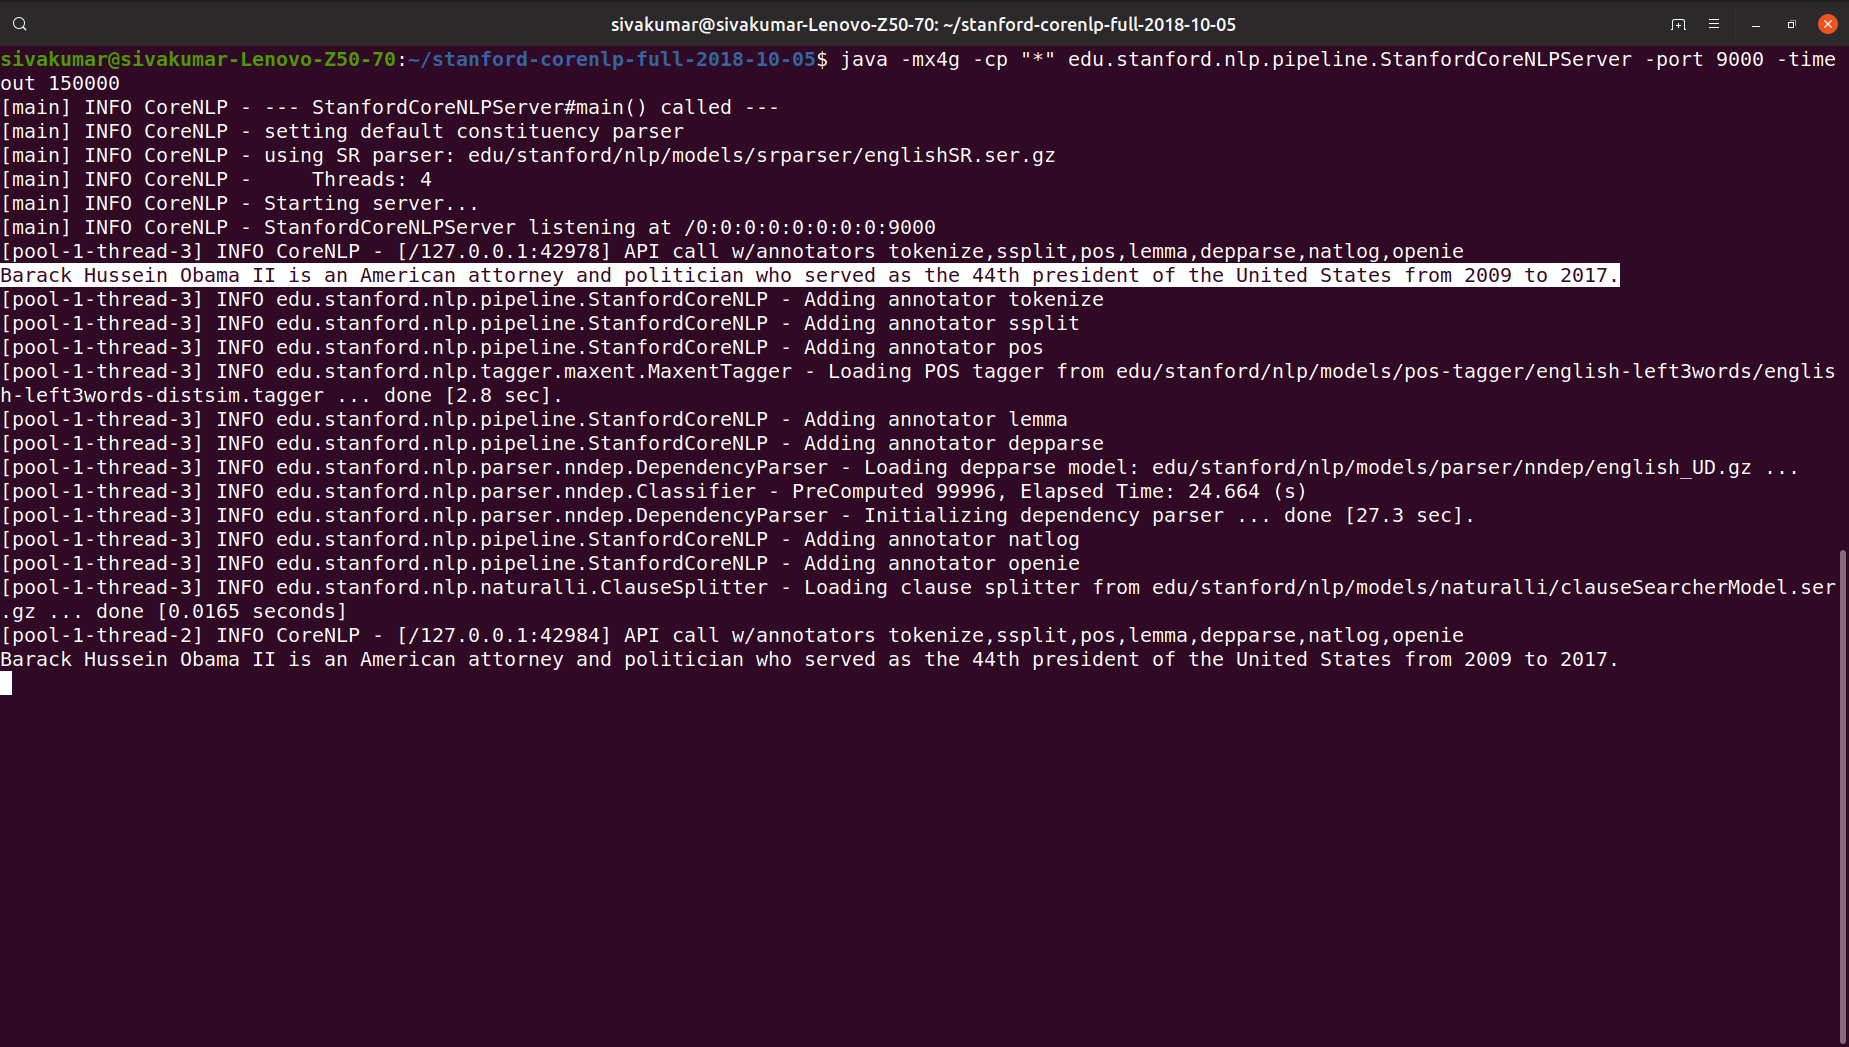 sivakumar@sivakumar-Lenovo-Z50-70: ~/stanford-corenlp-full-2018-10-05
sivakumar@sivakumar-Lenovo-Z50-70:~/stanford-corenlp-full-2018-10-05$ java -mx4g -cp "*" edu.stanford.nlp.pipeline.StanfordCoreNLPServer -port 9000 -time
out 150000
[main] INFO CoreNLP - --- StanfordCoreNLPServer#main() called ---
[main] INFO CoreNLP - setting default constituency parser
[main] INFO CoreNLP - using SR parser: edu/stanford/nlp/models/srparser/englishSR.ser.gz
[main] INFO CoreNLP -     Threads: 4
[main] INFO CoreNLP - Starting server...
[main] INFO CoreNLP - StanfordCoreNLPServer listening at /0:0:0:0:0:0:0:0:9000
[pool-1-thread-3] INFO CoreNLP - [/127.0.0.1:42978] API call w/annotators tokenize,ssplit,pos,lemma,depparse,natlog,openie
Barack Hussein Obama II is an American attorney and politician who served as the 44th president of the United States from 2009 to 2017.
[pool-1-thread-3] INFO edu.stanford.nlp.pipeline.StanfordCoreNLP - Adding annotator tokenize
[pool-1-thread-3] INFO edu.stanford.nlp.pipeline.StanfordCoreNLP - Adding annotator ssplit
[pool-1-thread-3] INFO edu.stanford.nlp.pipeline.StanfordCoreNLP - Adding annotator pos
[pool-1-thread-3] INFO edu.stanford.nlp.tagger.maxent.MaxentTagger - Loading POS tagger from edu/stanford/nlp/models/pos-tagger/english-left3words/englis
h-left3words-distsim.tagger ... done [2.8 sec].
[pool-1-thread-3] INFO edu.stanford.nlp.pipeline.StanfordCoreNLP - Adding annotator lemma
[pool-1-thread-3] INFO edu.stanford.nlp.pipeline.StanfordCoreNLP - Adding annotator depparse
[pool-1-thread-3] INFO edu.stanford.nlp.parser.nndep.DependencyParser - Loading depparse model: edu/stanford/nlp/models/parser/nndep/english_UD.gz ...
[pool-1-thread-3] INFO edu.stanford.nlp.parser.nndep.Classifier - PreComputed 99996, Elapsed Time: 24.664 (s)
[pool-1-thread-3] INFO edu.stanford.nlp.parser.nndep.DependencyParser - Initializing dependency parser ... done [27.3 sec].
[pool-1-thread-3] INFO edu.stanford.nlp.pipeline.StanfordCoreNLP - Adding annotator natlog
[pool-1-thread-3] INFO edu.stanford.nlp.pipeline.StanfordCoreNLP - Adding annotator openie
[pool-1-thread-3] INFO edu.stanford.nlp.naturalli.ClauseSplitter - Loading clause splitter from edu/stanford/nlp/models/naturalli/clauseSearcherModel.ser
.gz ... done [0.0165 seconds]
[pool-1-thread-2] INFO CoreNLP - [/127.0.0.1:42984] API call w/annotators tokenize,ssplit,pos,lemma,depparse,natlog,openie
Barack Hussein Obama II is an American attorney and politician who served as the 44th president of the United States from 2009 to 2017.